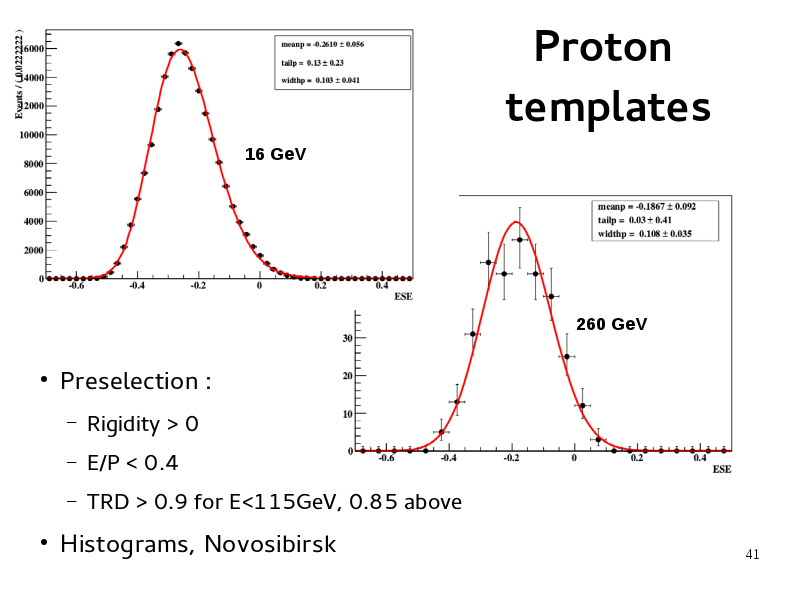 Proton
templates
Events / ( 0.0222222 )
16000
14000
12000
10000
8000
6000
4000
2000
0
meanp = -0.2610 ± 0.056
tailp = 0.13 ± 0.23
widthp = 0.103 ± 0.041
16 GeV
-0.6 -0.4 -0.2 0 0.2 0.4
ESE
meanp = -0.1867 ± 0.092
tailp = 0.03 ± 0.41
widthp = 0.108 ± 0.035
260 GeV
30
20
10
0
-0.6 -0.4 -0.2 0 0.2 0.4
ESE
• Preselection :
– Rigidity > 0
– E/P < 0.4
– TRD > 0.9 for E<115GeV, 0.85 above
• Histograms, Novosibirsk
41